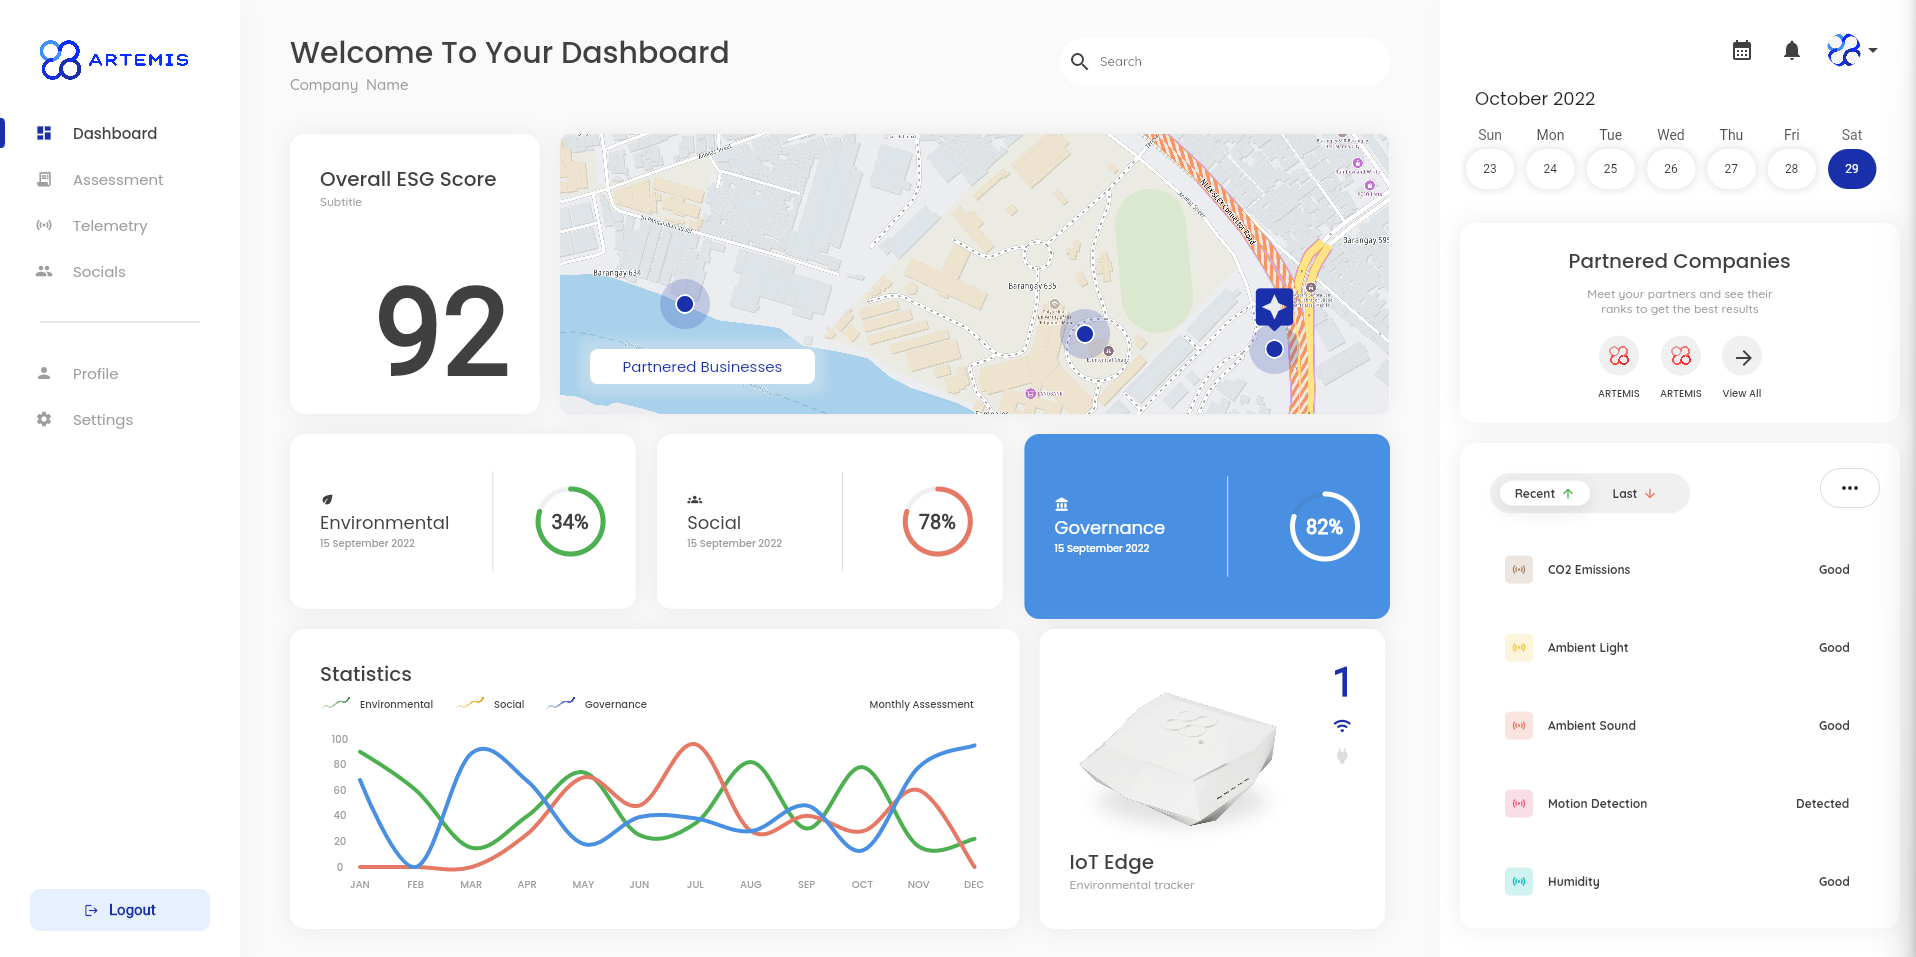 ARTEMIS
Dashboard
Assessment
Telemetry
Socials
Profile
Settings
Logout
Welcome To Your Dashboard
Company Name
Search
Overall ESG Score
Subtitle
92
Barangay 634
Barangay 635
Barangay 595
NLEX-SLEX Connector Road
LANDBANK
Partnered Businesses
Environmental
15 September 2022
34%
Social
15 September 2022
78%
Governance
15 September 2022
82%
Statistics
Environmental
Social
Governance
Monthly Assessment
100
80
60
40
20
0
JAN
FEB
MAR
APR
MAY
JUN
JUL
AUG
SEP
OCT
NOV
DEC
1
IoT Edge
Environmental tracker
October 2022
Sun Mon Tue Wed Thu Fri Sat
23 24 25 26 27 28 29
Partnered Companies
Meet your partners and see their
ranks to get the best results
ARTEMIS
ARTEMIS
View All
Recent
Last
CO2 Emissions Good
Ambient Light Good
Ambient Sound Good
Motion Detection Detected
Humidity Good